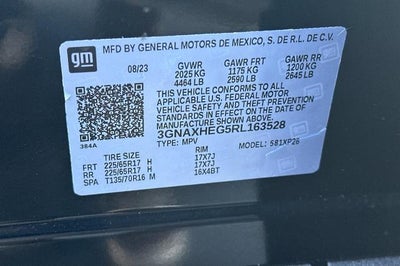 gm
MFD BY GENERAL MOTORS DE MEXICO, S. DE R.L. DE C.V.
08/23 GVWR GAWR FRT GAWR RR
2025 KG 1175 KG 1200 KG
4464 LB 2590 LB 2645 LB
THIS VEHICLE CONFORMS TO ALL
APPLICABLE U.S. FEDERAL MOTOR
VEHICLE SAFETY, BUMPER, AND THEFT PREVENTION
STANDARDS IN EFFECT ON THE DATE OF
MANUFACTURE SHOWN ABOVE.
3GNAXHEG5RL163528
TYPE: MPV MODEL: 581XP26
384A
TIRE SIZE RIM
FRT 225/65R17 H 17X7J
RR 225/65R17 H 17X7J
SPA T135/70R16 M 16X4BT